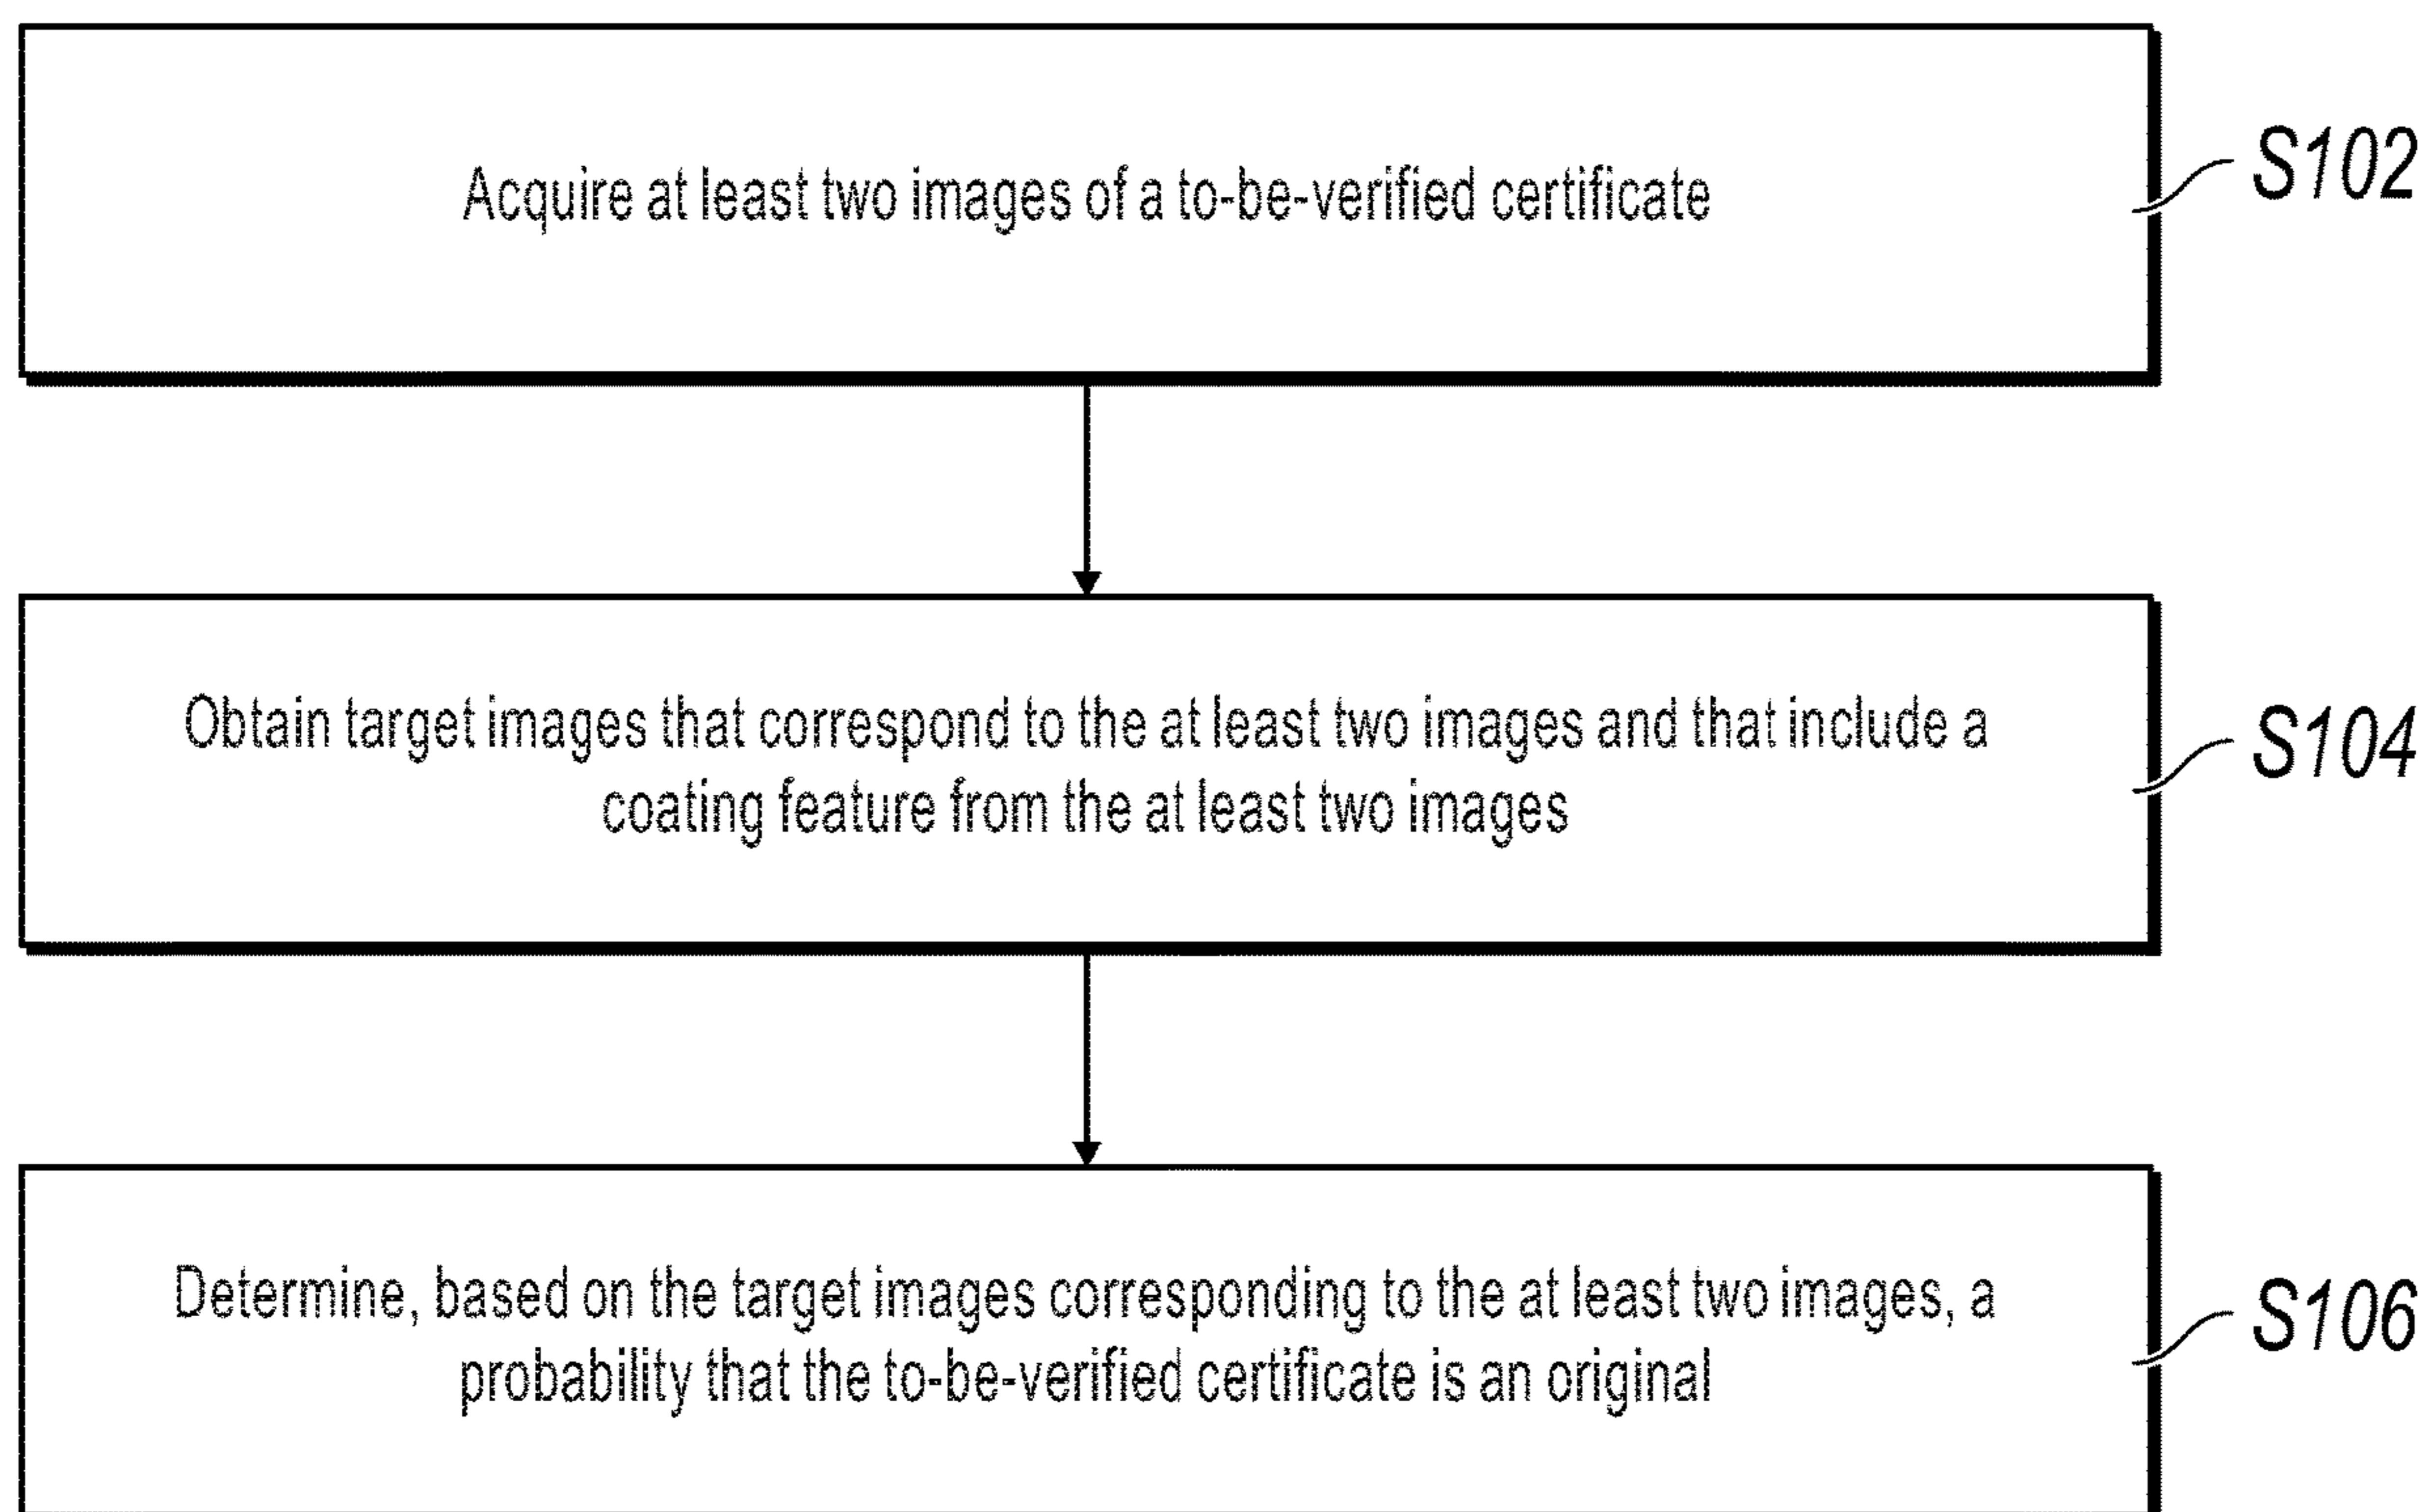 Acquire at least two images of a to-be-verified certificate
S102
Obtain target images that correspond to the at least two images and that include a
coating feature from the at least two images
S104
Determine, based on the target images corresponding to the at least two images, a
probability that the to-be-verified certificate is an original
S106